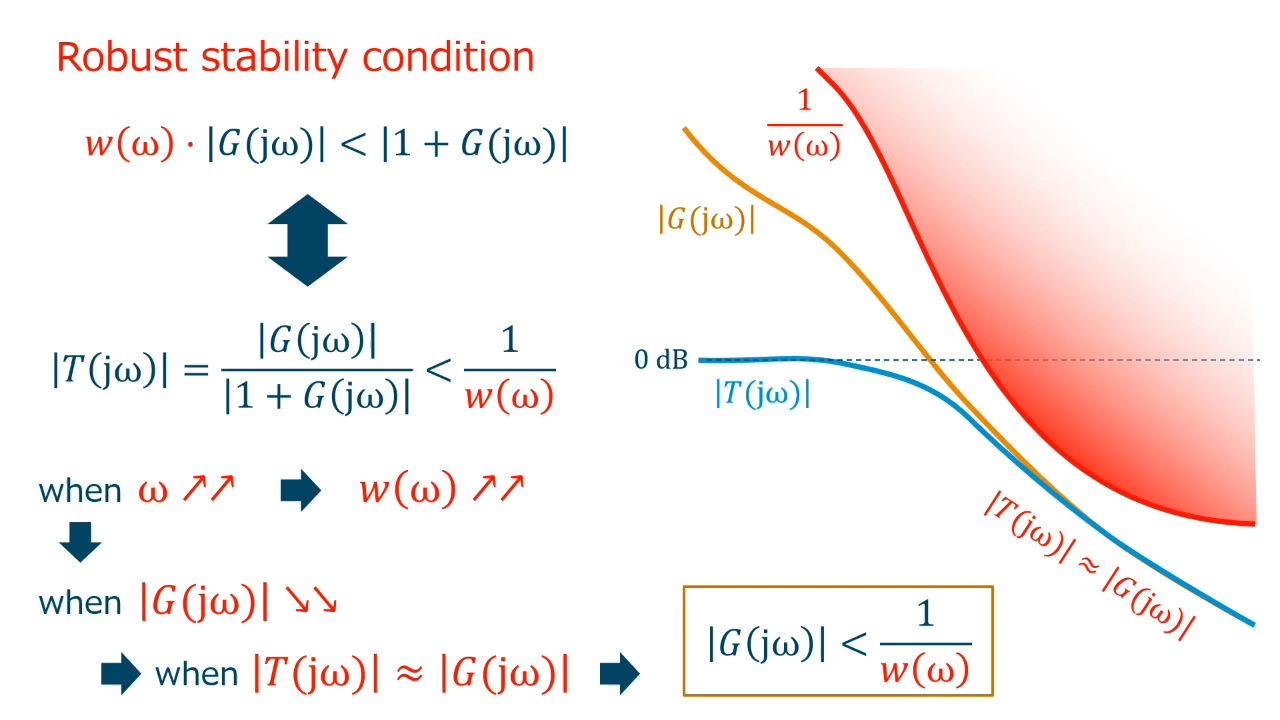 Robust stability condition
w(ω) · |G(jω)| < |1 + G(jω)|
|T(jω)| = |G(jω)| / |1 + G(jω)| < 1 / w(ω)
when ω ↗↗ ➡ w(ω) ↗↗
when |G(jω)| ↘↘
➡ when |T(jω)| ≈ |G(jω)| ➡
|G(jω)| < 1 / w(ω)
1 / w(ω)
|G(jω)|
0 dB
|T(jω)|
|T(jω)| ≈ |G(jω)|